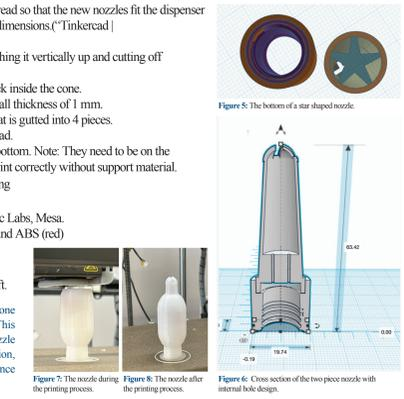 read so that the new nozzles fit the dispenser
dimensions.("Tinkercad |
hing it vertically up and cutting off
k inside the cone.
all thickness of 1 mm.
at is gutted into 4 pieces.
ad.
bottom. Note: They need to be on the
int correctly without support material.
ng
c Labs, Mesa.
nd ABS (red)
ft.
one
This
zzle
ion,
nce
Figure 7: The nozzle during
the printing process.
Figure 8: The nozzle after
the printing process.
Figure 5: The bottom of a star shaped nozzle.
A
63.42
0.00
19.74
-0.19
Figure 6: Cross section of the two piece nozzle with
internal hole design.